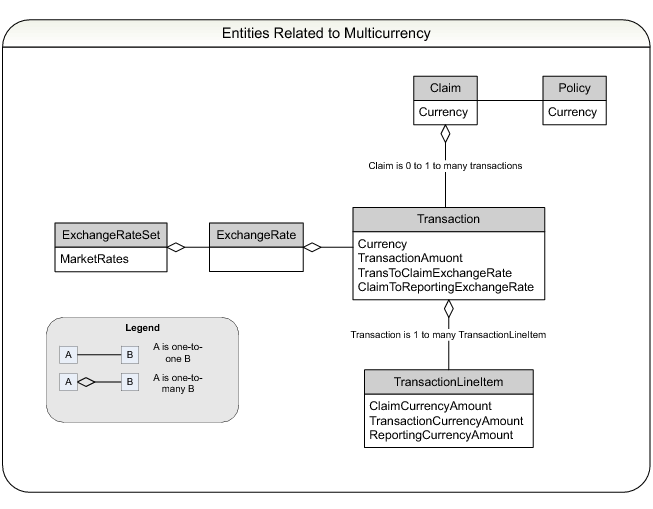 Entities Related to Multicurrency
Claim
Currency
Policy
Currency
Claim is 0 to 1 to many transactions
ExchangeRateSet
MarketRates
ExchangeRate
Transaction
Currency
TransactionAmuont
TransToClaimExchangeRate
ClaimToReportingExchangeRate
Transaction is 1 to many TransactionLineItem
TransactionLineItem
ClaimCurrencyAmount
TransactionCurrencyAmount
ReportingCurrencyAmount
Legend
A B A is one-to-
one B
A B A is one-to-
many B